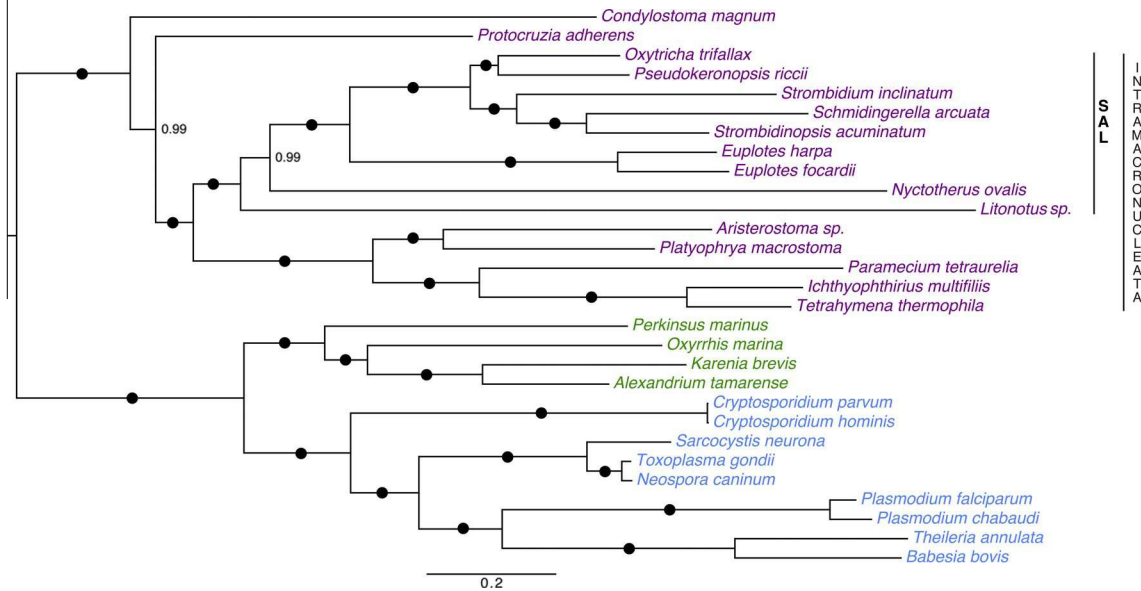 Condylostoma magnum
Protocruzia adherens
Oxytricha trifallax
Pseudokeronopsis riccii
Strombidium inclinatum
Schmidingerella arcuata
Strombidinopsis acuminatum
Euplotes harpa
Euplotes focardii
Nyctotherus ovalis
Litonotus sp.
Aristerostoma sp.
Platyophrya macrostoma
Paramecium tetraurelia
Ichthyophthirius multifiliis
Tetrahymena thermophila
Perkinsus marinus
Oxyrrhis marina
Karenia brevis
Alexandrium tamarense
Cryptosporidium parvum
Cryptosporidium hominis
Sarcocystis neurona
Toxoplasma gondii
Neospora caninum
Plasmodium falciparum
Plasmodium chabaudi
Theileria annulata
Babesia bovis
0.99
0.99
SAL
INTRAMACRONUCLEATA
0.2